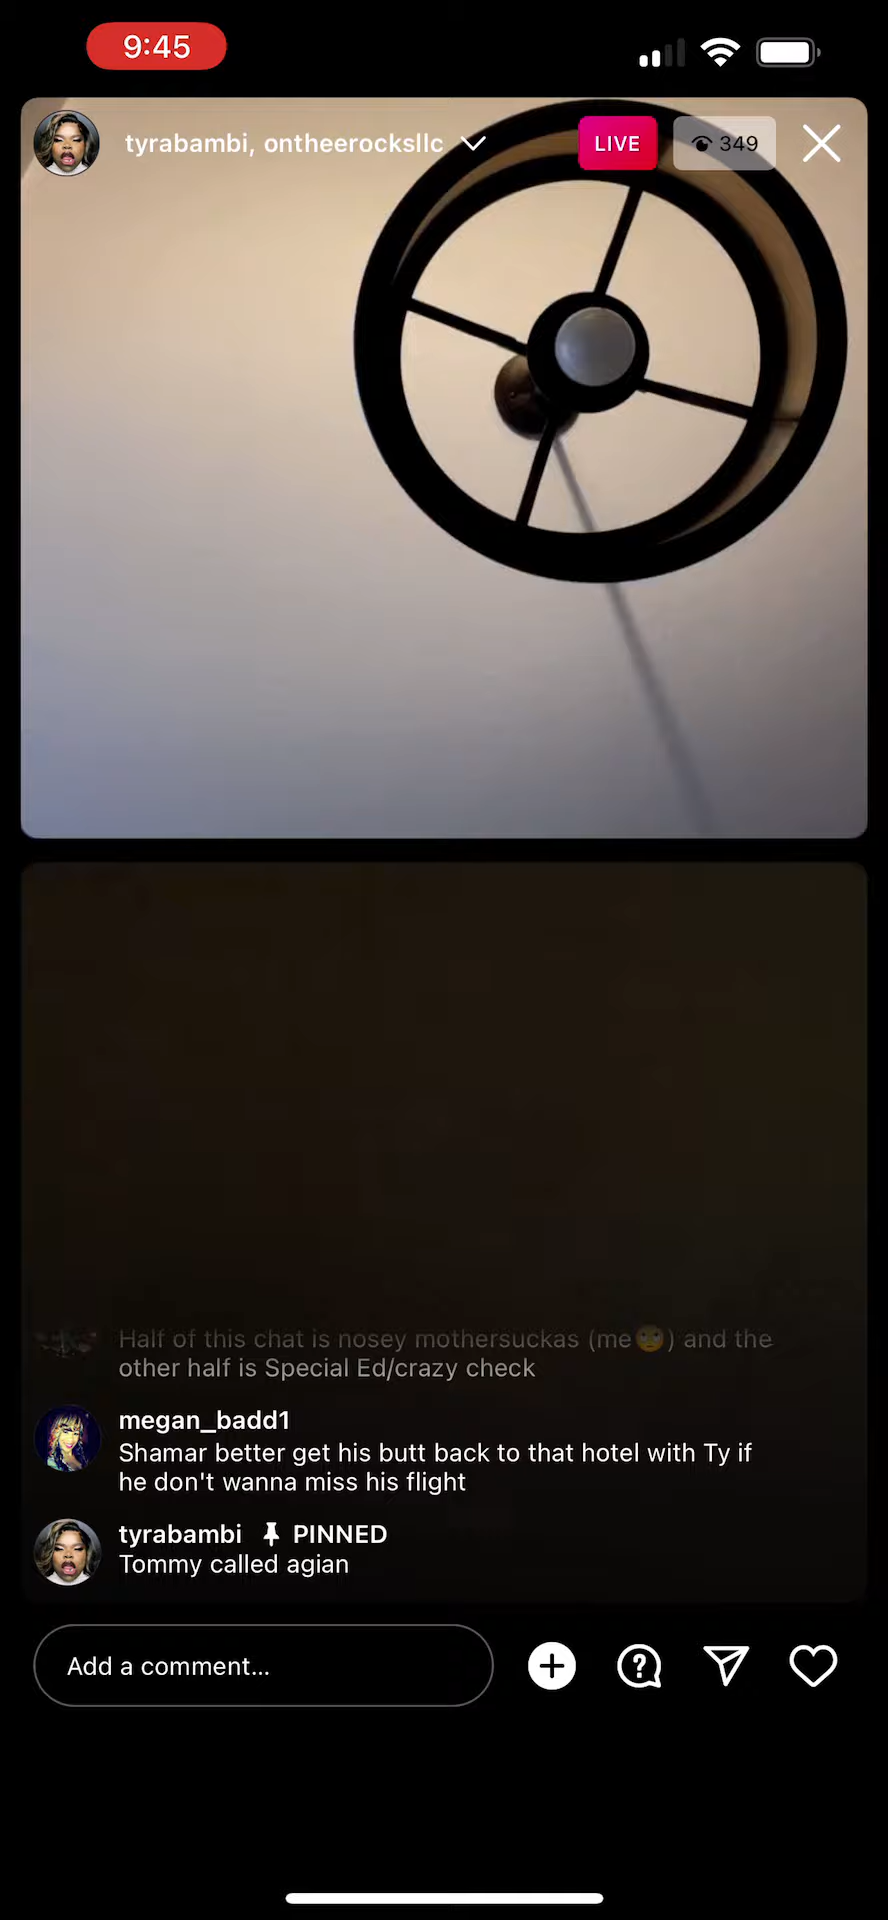 9:45
tyrabambi, ontheerocksllc
LIVE
349
Half of this chat is nosey mothersuckas (me😳) and the
other half is Special Ed/crazy check
megan_badd1
Shamar better get his butt back to that hotel with Ty if
he don't wanna miss his flight
tyrabambi PINNED
Tommy called agian
Add a comment...